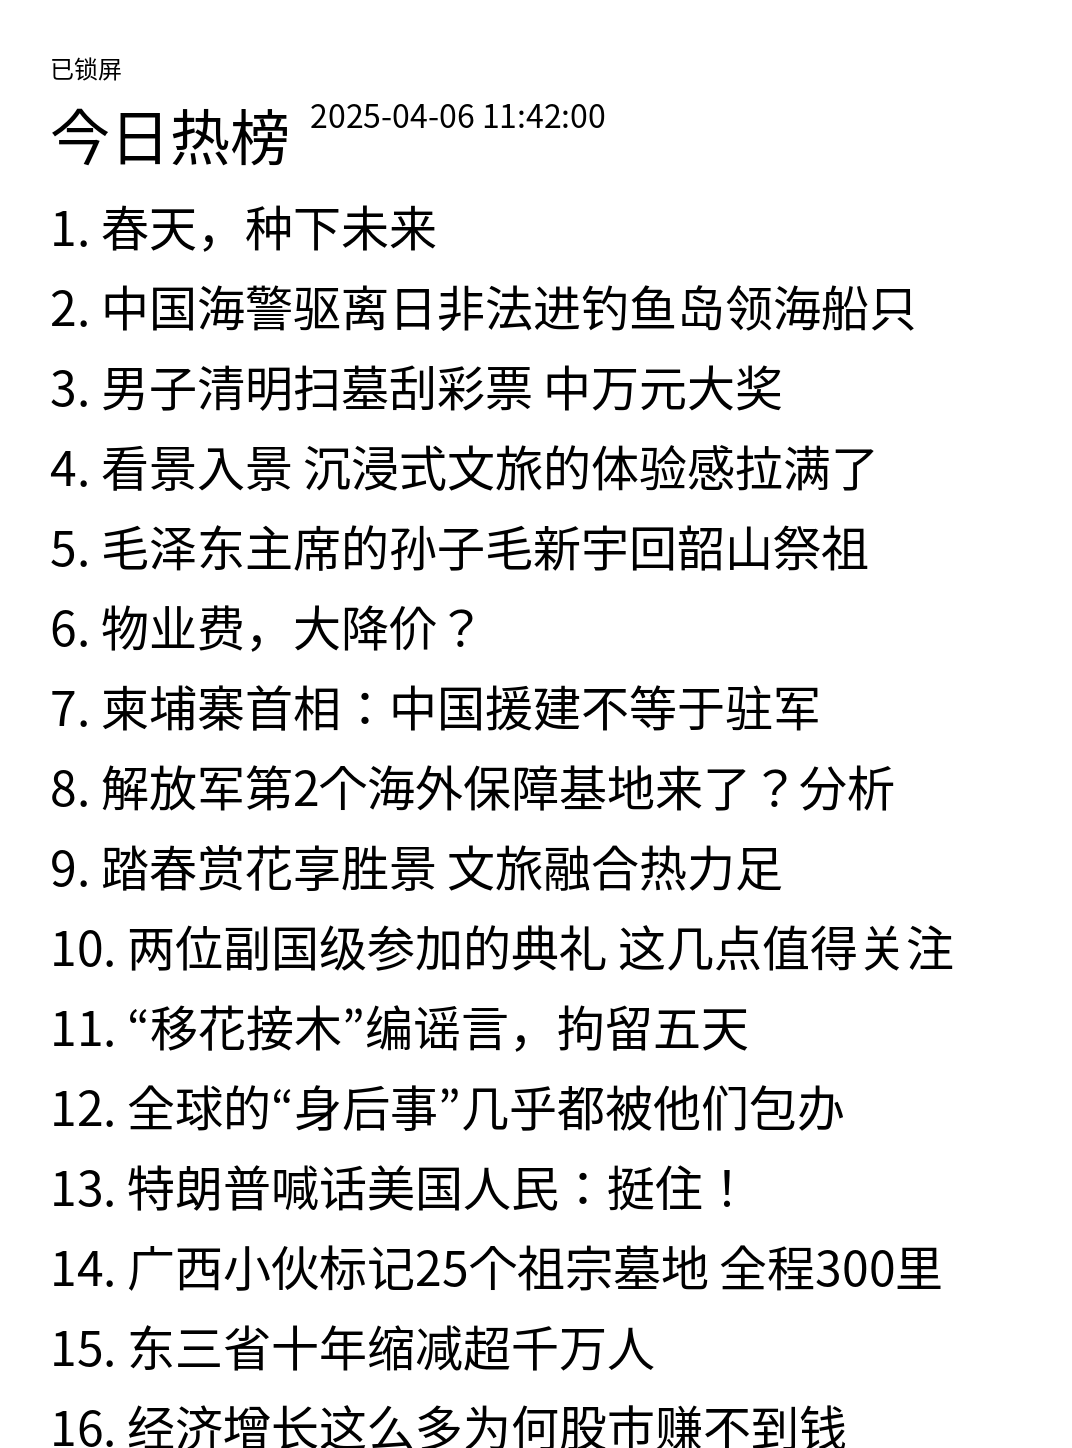 已锁屏
今日热榜 2025-04-06 11:42:00
1. 春天，种下未来
2. 中国海警驱离日非法进钓鱼岛领海船只
3. 男子清明扫墓刮彩票 中万元大奖
4. 看景入景 沉浸式文旅的体验感拉满了
5. 毛泽东主席的孙子毛新宇回韶山祭祖
6. 物业费，大降价？
7. 柬埔寨首相：中国援建不等于驻军
8. 解放军第2个海外保障基地来了？分析
9. 踏春赏花享胜景 文旅融合热力足
10. 两位副国级参加的典礼 这几点值得关注
11. “移花接木”编谣言，拘留五天
12. 全球的“身后事”几乎都被他们包办
13. 特朗普喊话美国人民：挺住！
14. 广西小伙标记25个祖宗墓地 全程300里
15. 东三省十年缩减超千万人
16. 经济增长这么多为何股市赚不到钱